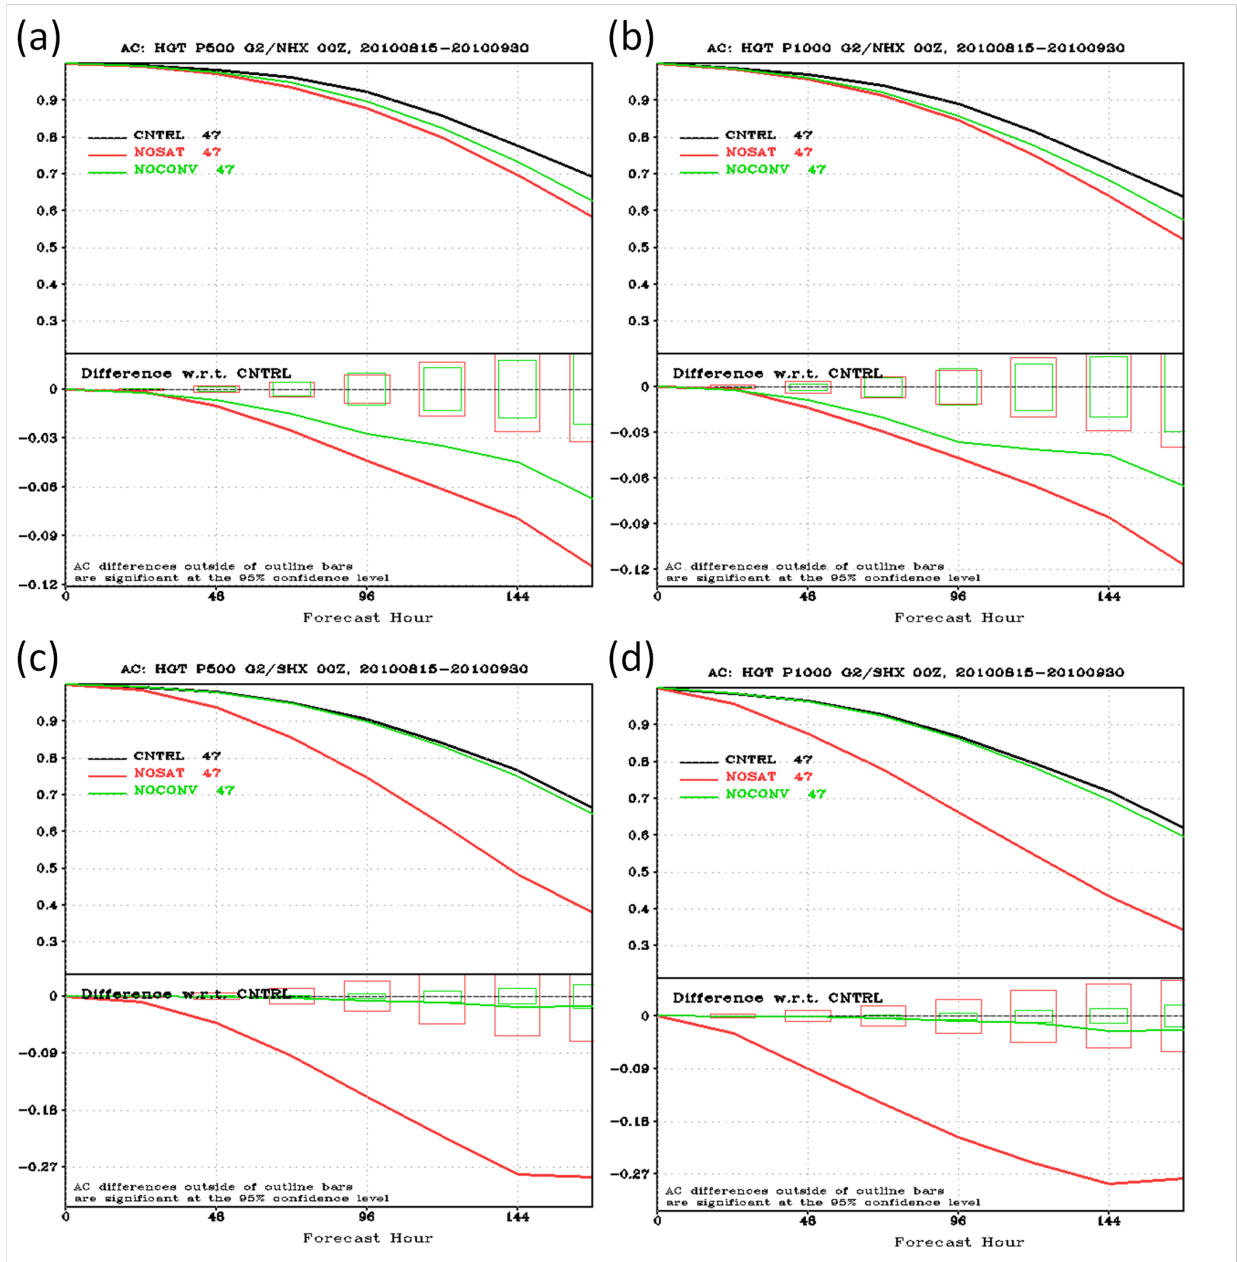 (a)
AC: HGT P500 G2/NHX 00Z, 20100815-20100930
0.9
0.8
0.7
0.6
0.5
0.4
0.3
CNTRL 47
NOSAT 47
NOCONV 47
Difference w.r.t. CNTRL
0
-0.03
-0.06
-0.09
-0.12
AC differences outside of outline bars
are significant at the 95% confidence level
0 48 96 144
Forecast Hour
(b)
AC: HGT P1000 G2/NHX 00Z, 20100815-20100930
0.9
0.8
0.7
0.6
0.5
0.4
0.3
CNTRL 47
NOSAT 47
NOCONV 47
Difference w.r.t. CNTRL
0
-0.03
-0.06
-0.09
-0.12
AC differences outside of outline bars
are significant at the 95% confidence level
0 48 96 144
Forecast Hour
(c)
AC: HGT P500 G2/SHX 00Z, 20100815-20100930
0.9
0.8
0.7
0.6
0.5
0.4
0.3
CNTRL 47
NOSAT 47
NOCONV 47
Difference w.r.t. CNTRL
0
-0.09
-0.18
-0.27
AC differences outside of outline bars
are significant at the 95% confidence level
0 48 96 144
Forecast Hour
(d)
AC: HGT P1000 G2/SHX 00Z, 20100815-20100930
0.9
0.8
0.7
0.6
0.5
0.4
0.3
CNTRL 47
NOSAT 47
NOCONV 47
Difference w.r.t. CNTRL
0
-0.09
-0.18
-0.27
AC differences outside of outline bars
are significant at the 95% confidence level
0 48 96 144
Forecast Hour